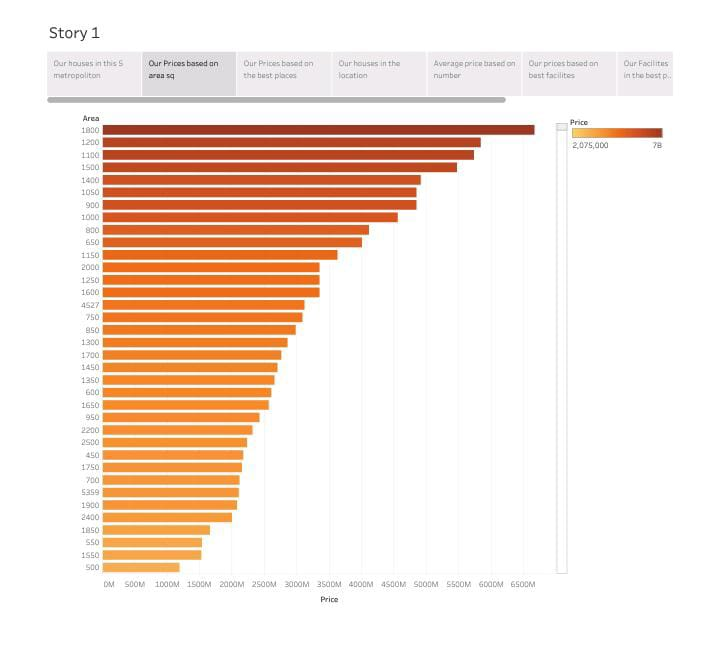 Story 1
Our houses in this 5
metropoliton
Our Prices based on
area sq
Our Prices based on
the best places
Our houses in the
location
Average price based on
number
Our prices based on
best facilites
Our Facilites
in the best p..
Area
1800
1200
1100
1500
1400
1050
900
1000
800
650
1150
2000
1250
1600
4527
750
850
1300
1700
1450
1350
600
1650
950
2200
2500
450
1750
700
5359
1900
2400
1850
550
1550
500
0M 500M 1000M 1500M 2000M 2500M 3000M 3500M 4000M 4500M 5000M 5500M 6000M 6500M
Price
Price
2,075,000 7B